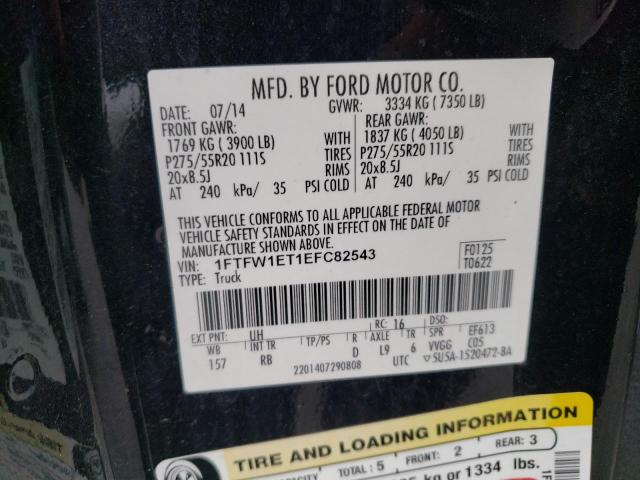 MFD. BY FORD MOTOR CO.
DATE: 07/14 GVWR: 3334 KG ( 7350 LB)
FRONT GAWR: REAR GAWR:
1769 KG ( 3900 LB) WITH 1837 KG ( 4050 LB) WITH
P275/55R20 111S TIRES P275/55R20 111S TIRES
20x8.5J RIMS 20x8.5J RIMS
AT 240 kPa/ 35 PSI COLD AT 240 kPa/ 35 PSI COLD
THIS VEHICLE CONFORMS TO ALL APPLICABLE FEDERAL MOTOR
VEHICLE SAFETY STANDARDS IN EFFECT ON THE DATE OF
MANUFACTURE SHOWN ABOVE.
VIN: 1FTFW1ET1EFC82543 F0125
TYPE: Truck T0622
EXT PNT: UH RC: 16 DSO:
WB INT TR TP/PS R AXLE TR SPR EF613
157 RB D L9 6 VVGG C05
2201407290808 UTC ▽5U5A-1520472-BA
TIRE AND LOADING INFORMATION
CAPACITY TOTAL : 5 FRONT: 2 REAR: 3
kg or 1334 lbs.